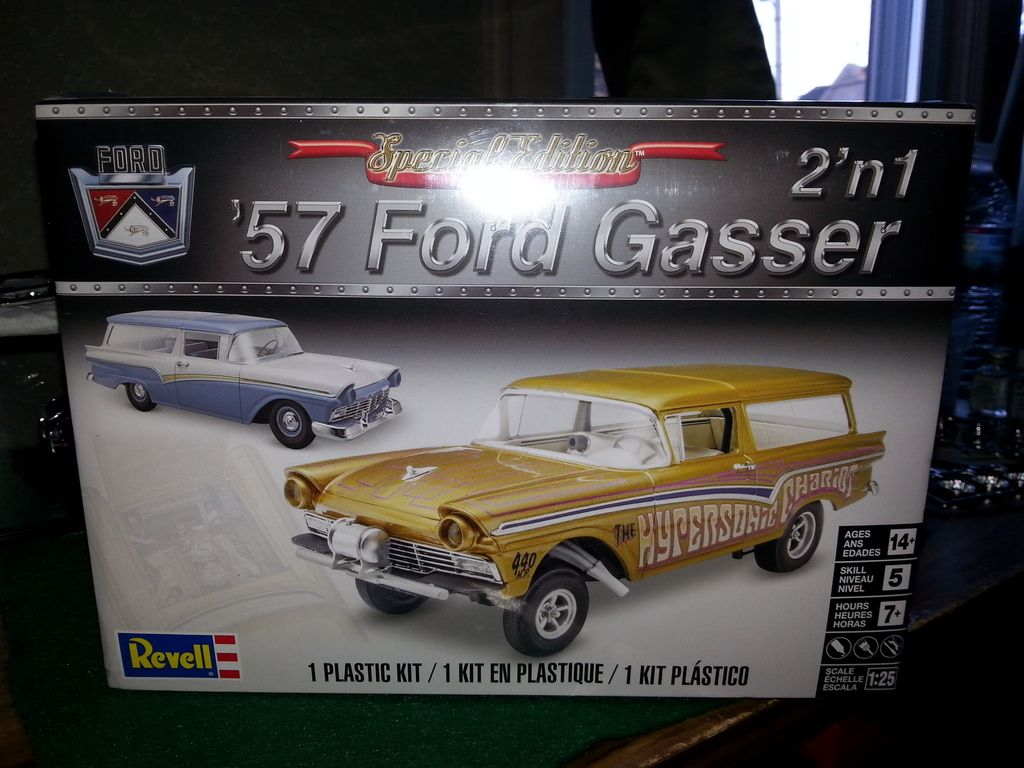 FORD
Special Edition™
2'n1
'57 Ford Gasser
THE HYPERSONIC CHARIOT
440
H.P.
AGES
ANS
EDADES
14+
SKILL
NIVEAU
NIVEL
5
HOURS
HEURES
HORAS
7+
SCALE
ÉCHELLE
ESCALA
1:25
Revell
1 PLASTIC KIT / 1 KIT EN PLASTIQUE / 1 KIT PLÁSTICO